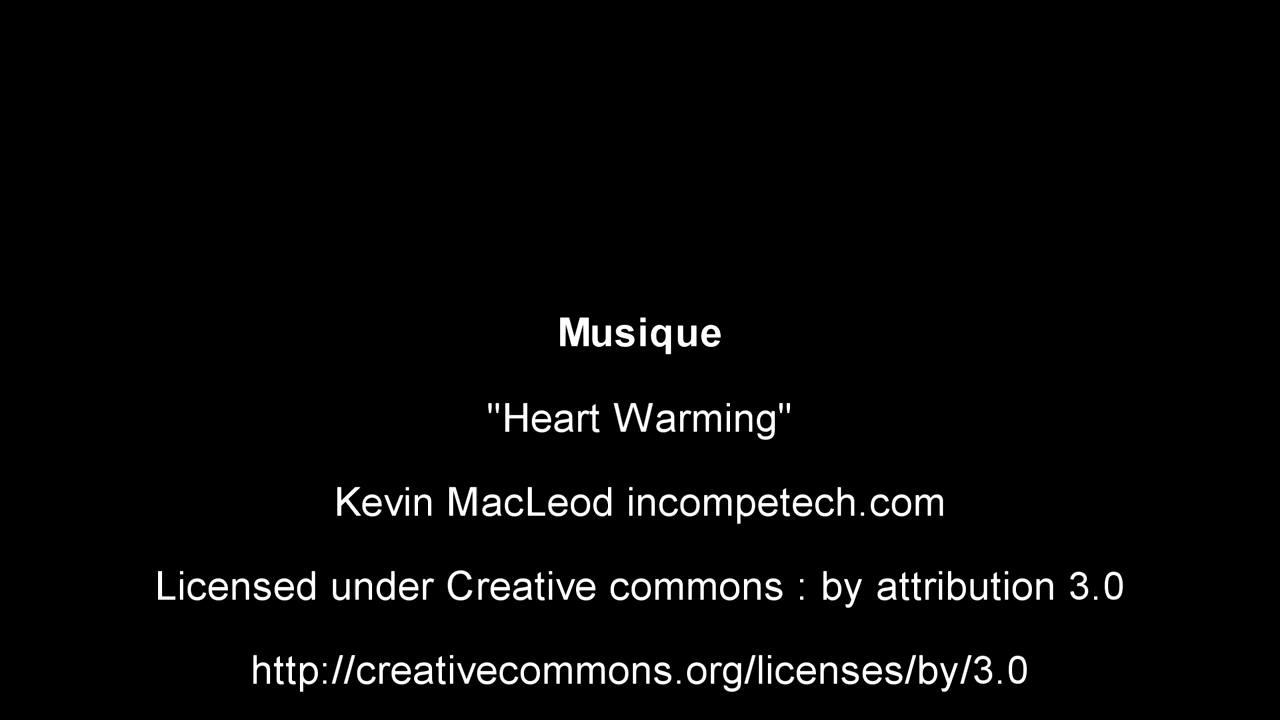 Musique
"Heart Warming"
Kevin MacLeod incompetech.com
Licensed under Creative commons : by attribution 3.0
http://creativecommons.org/licenses/by/3.0